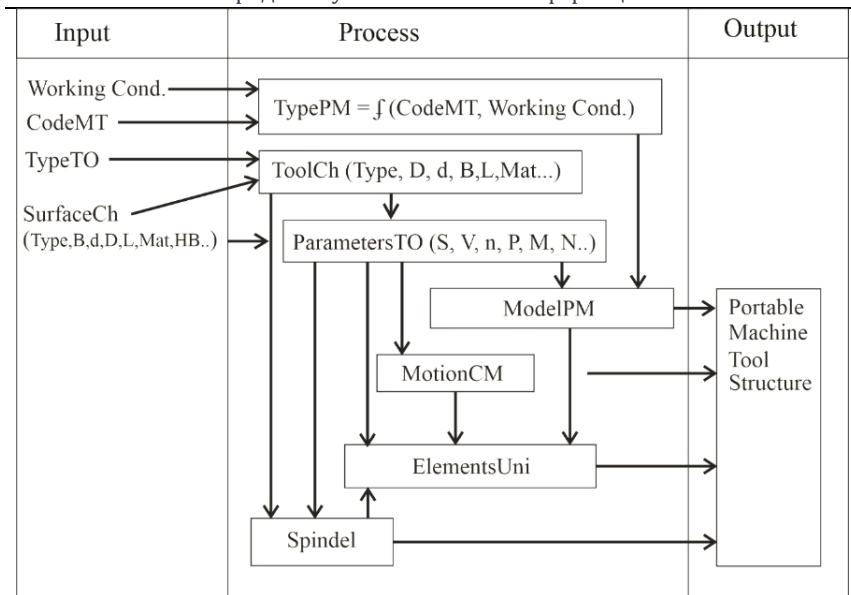 Input
Process
Output
Working Cond.
CodeMT
TypeTO
SurfaceCh
(Type,B,d,D,L,Mat,HB..)
TypePM = ƒ (CodeMT, Working Cond.)
ToolCh (Type, D, d, B,L,Mat...)
ParametersTO (S, V, n, P, M, N..)
ModelPM
MotionCM
ElementsUni
Spindel
Portable
Machine
Tool
Structure